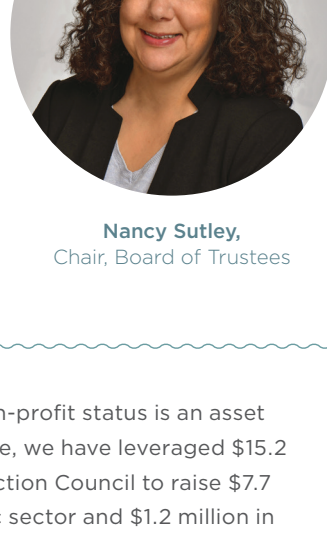 Nancy Sutley,
Chair, Board of Trustees
n-profit status is an asset
e, we have leveraged $15.2
ction Council to raise $7.7
sector and $1.2 million in